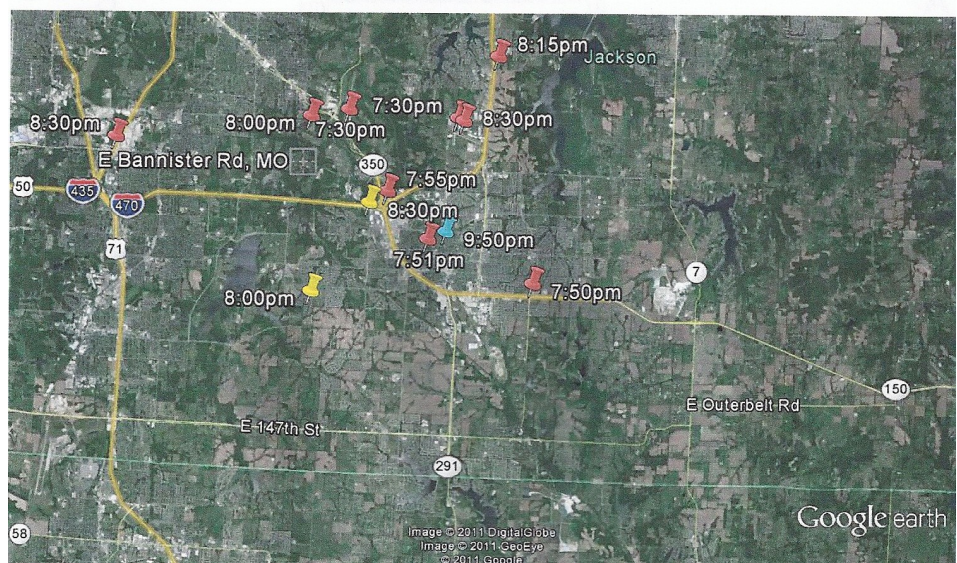 8:15pm
Jackson
8:30pm
8:00pm
7:30pm
7:30pm
8:30pm
E Bannister Rd, MO
350
50
435
470
7:55pm
8:30pm
71
9:50pm
7:51pm
7
8:00pm
7:50pm
150
E Outerbelt Rd
E 147th St
291
58
Google earth
Image © 2011 DigitalGlobe
Image © 2011 GeoEye
© 2011 Google